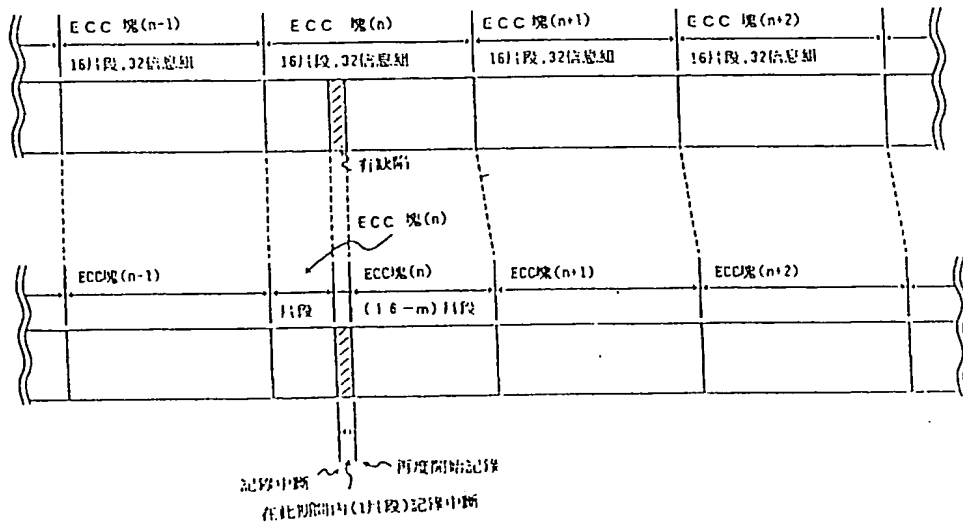 ECC 塊(n-1) ECC 塊(n) ECC 塊(n+1) ECC 塊(n+2)
16片段,32信息組 16片段,32信息組 16片段,32信息組 16片段,32信息組
有缺陷
ECC 塊(n)
ECC塊(n-1) ECC塊(n) ECC塊(n+1) ECC塊(n+2)
片段 (16-m)片段
記錄中斷 再度開始記錄
在此期間内(1片段)記錄中斷